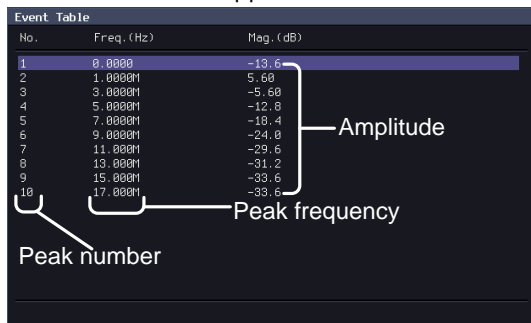 Event Table
No. Freq.(Hz) Mag.(dB)
1 0.0000 -13.6
2 1.0000M 5.60
3 3.0000M -5.60
4 5.0000M -12.8
5 7.0000M -18.4
6 9.0000M -24.0
7 11.000M -29.6
8 13.000M -31.2
9 15.000M -33.6
10 17.000M -33.6
Amplitude
Peak frequency
Peak number